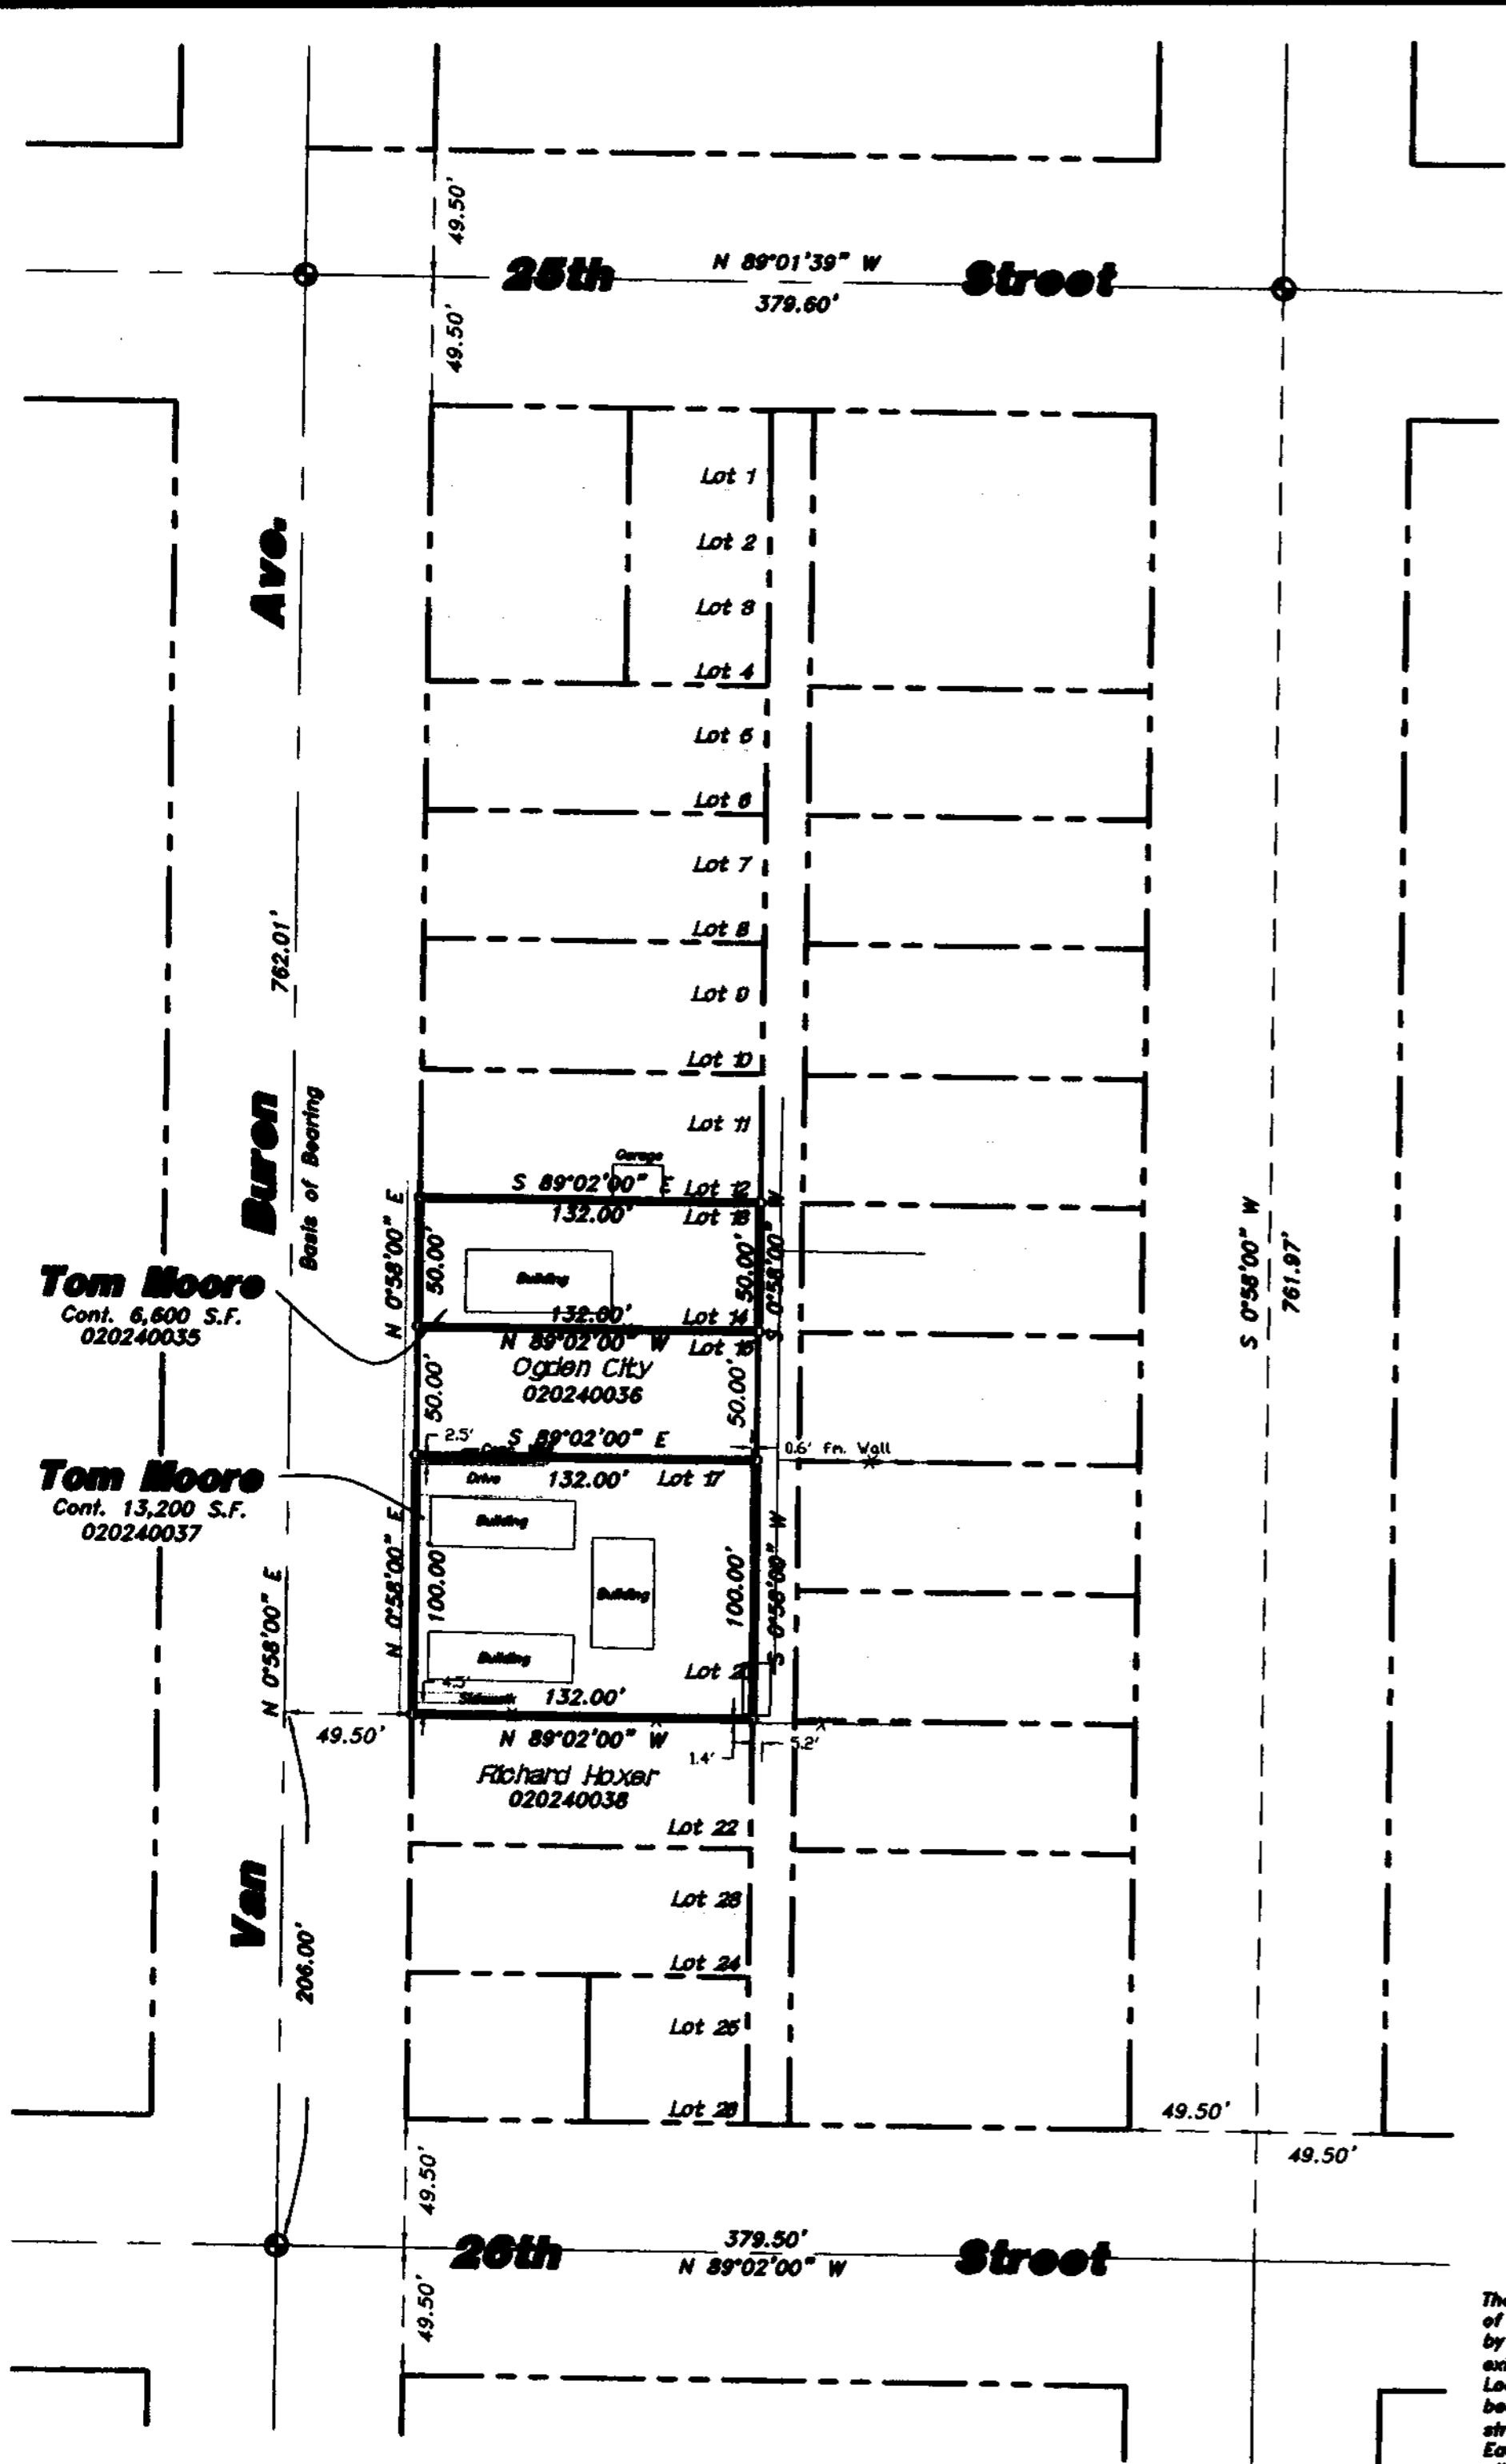 49.50'
25th Street
N 89°01'39" W
379.60'
49.50'
Lot 1
Lot 2
Lot 3
Lot 4
Lot 5
Lot 6
Lot 7
Lot 8
Lot 9
Lot 10
Lot 11
Van Buren Ave.
762.01'
Basis of Bearing
N 0°58'00" E
Garage
S 89°02'00" E
Lot 12
132.00'
Lot 13
N 0°58'00" E
50.00'
Building
50.00'
S 0°58'00" W
132.00'
Lot 14
N 89°02'00" W
Lot 15
Tom Moore
Cont. 6,600 S.F.
020240035
Ogden City
020240036
50.00'
50.00'
S 0°58'00" W
761.97'
2.5'
S 89°02'00" E
0.6' Fn. Wall
Drive
132.00'
Lot 17
Tom Moore
Cont. 13,200 S.F.
020240037
Building
N 0°58'00" E
100.00'
Building
100.00'
S 0°58'00" W
Building
Lot 2
4.5'
Sidewalk
132.00'
49.50'
N 89°02'00" W
1.4'
5.2'
Richard Hoxer
020240038
Lot 22
Lot 23
206.00'
Lot 24
Lot 25
Lot 26
49.50'
49.50'
49.50'
26th Street
379.50'
N 89°02'00" W
49.50'
of
by